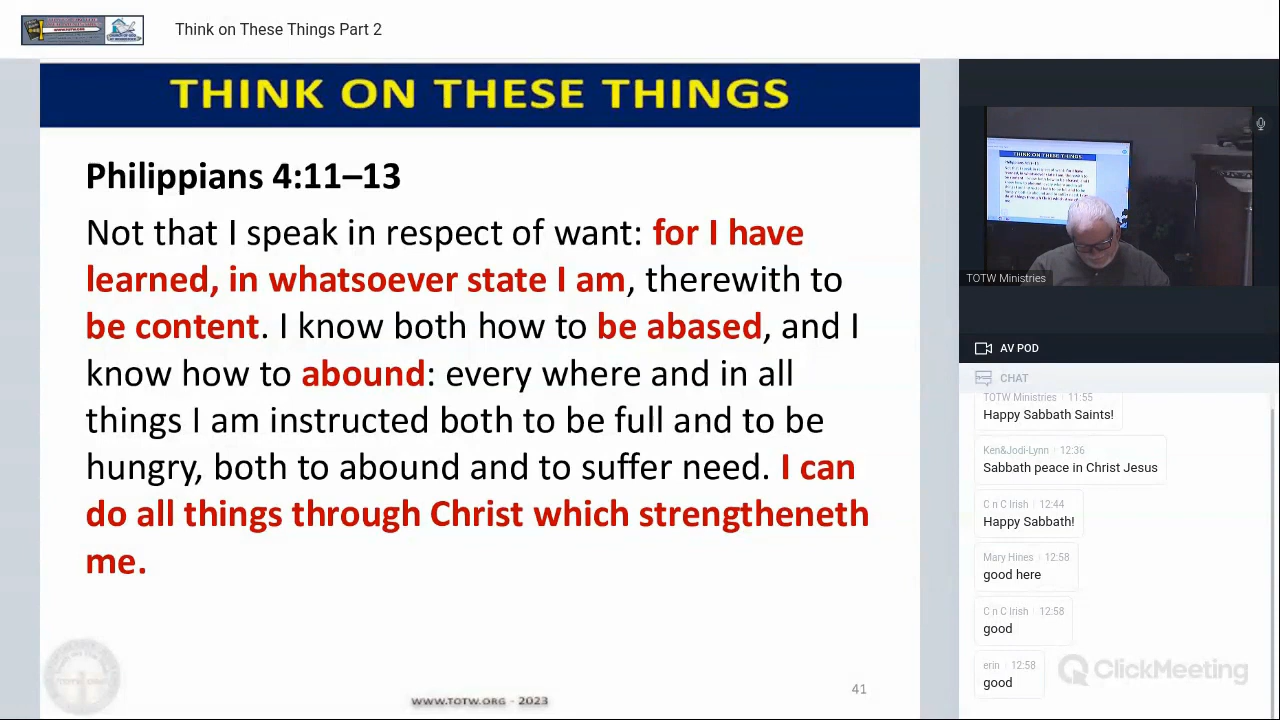 Think on These Things Part 2
THINK ON THESE THINGS
Philippians 4:11–13
Not that I speak in respect of want: for I have
learned, in whatsoever state I am, therewith to
be content. I know both how to be abased, and I
know how to abound: every where and in all
things I am instructed both to be full and to be
hungry, both to abound and to suffer need. I can
do all things through Christ which strengtheneth
me.
WWW.TOTW.ORG - 2023
41
TOTW Ministries
AV POD
CHAT
TOTW Ministries 11:55
Happy Sabbath Saints!
Ken&Jodi-Lynn 12:36
Sabbath peace in Christ Jesus
C n C Irish 12:44
Happy Sabbath!
Mary Hines 12:58
good here
C n C Irish 12:58
good
erin 12:58
good
ClickMeeting